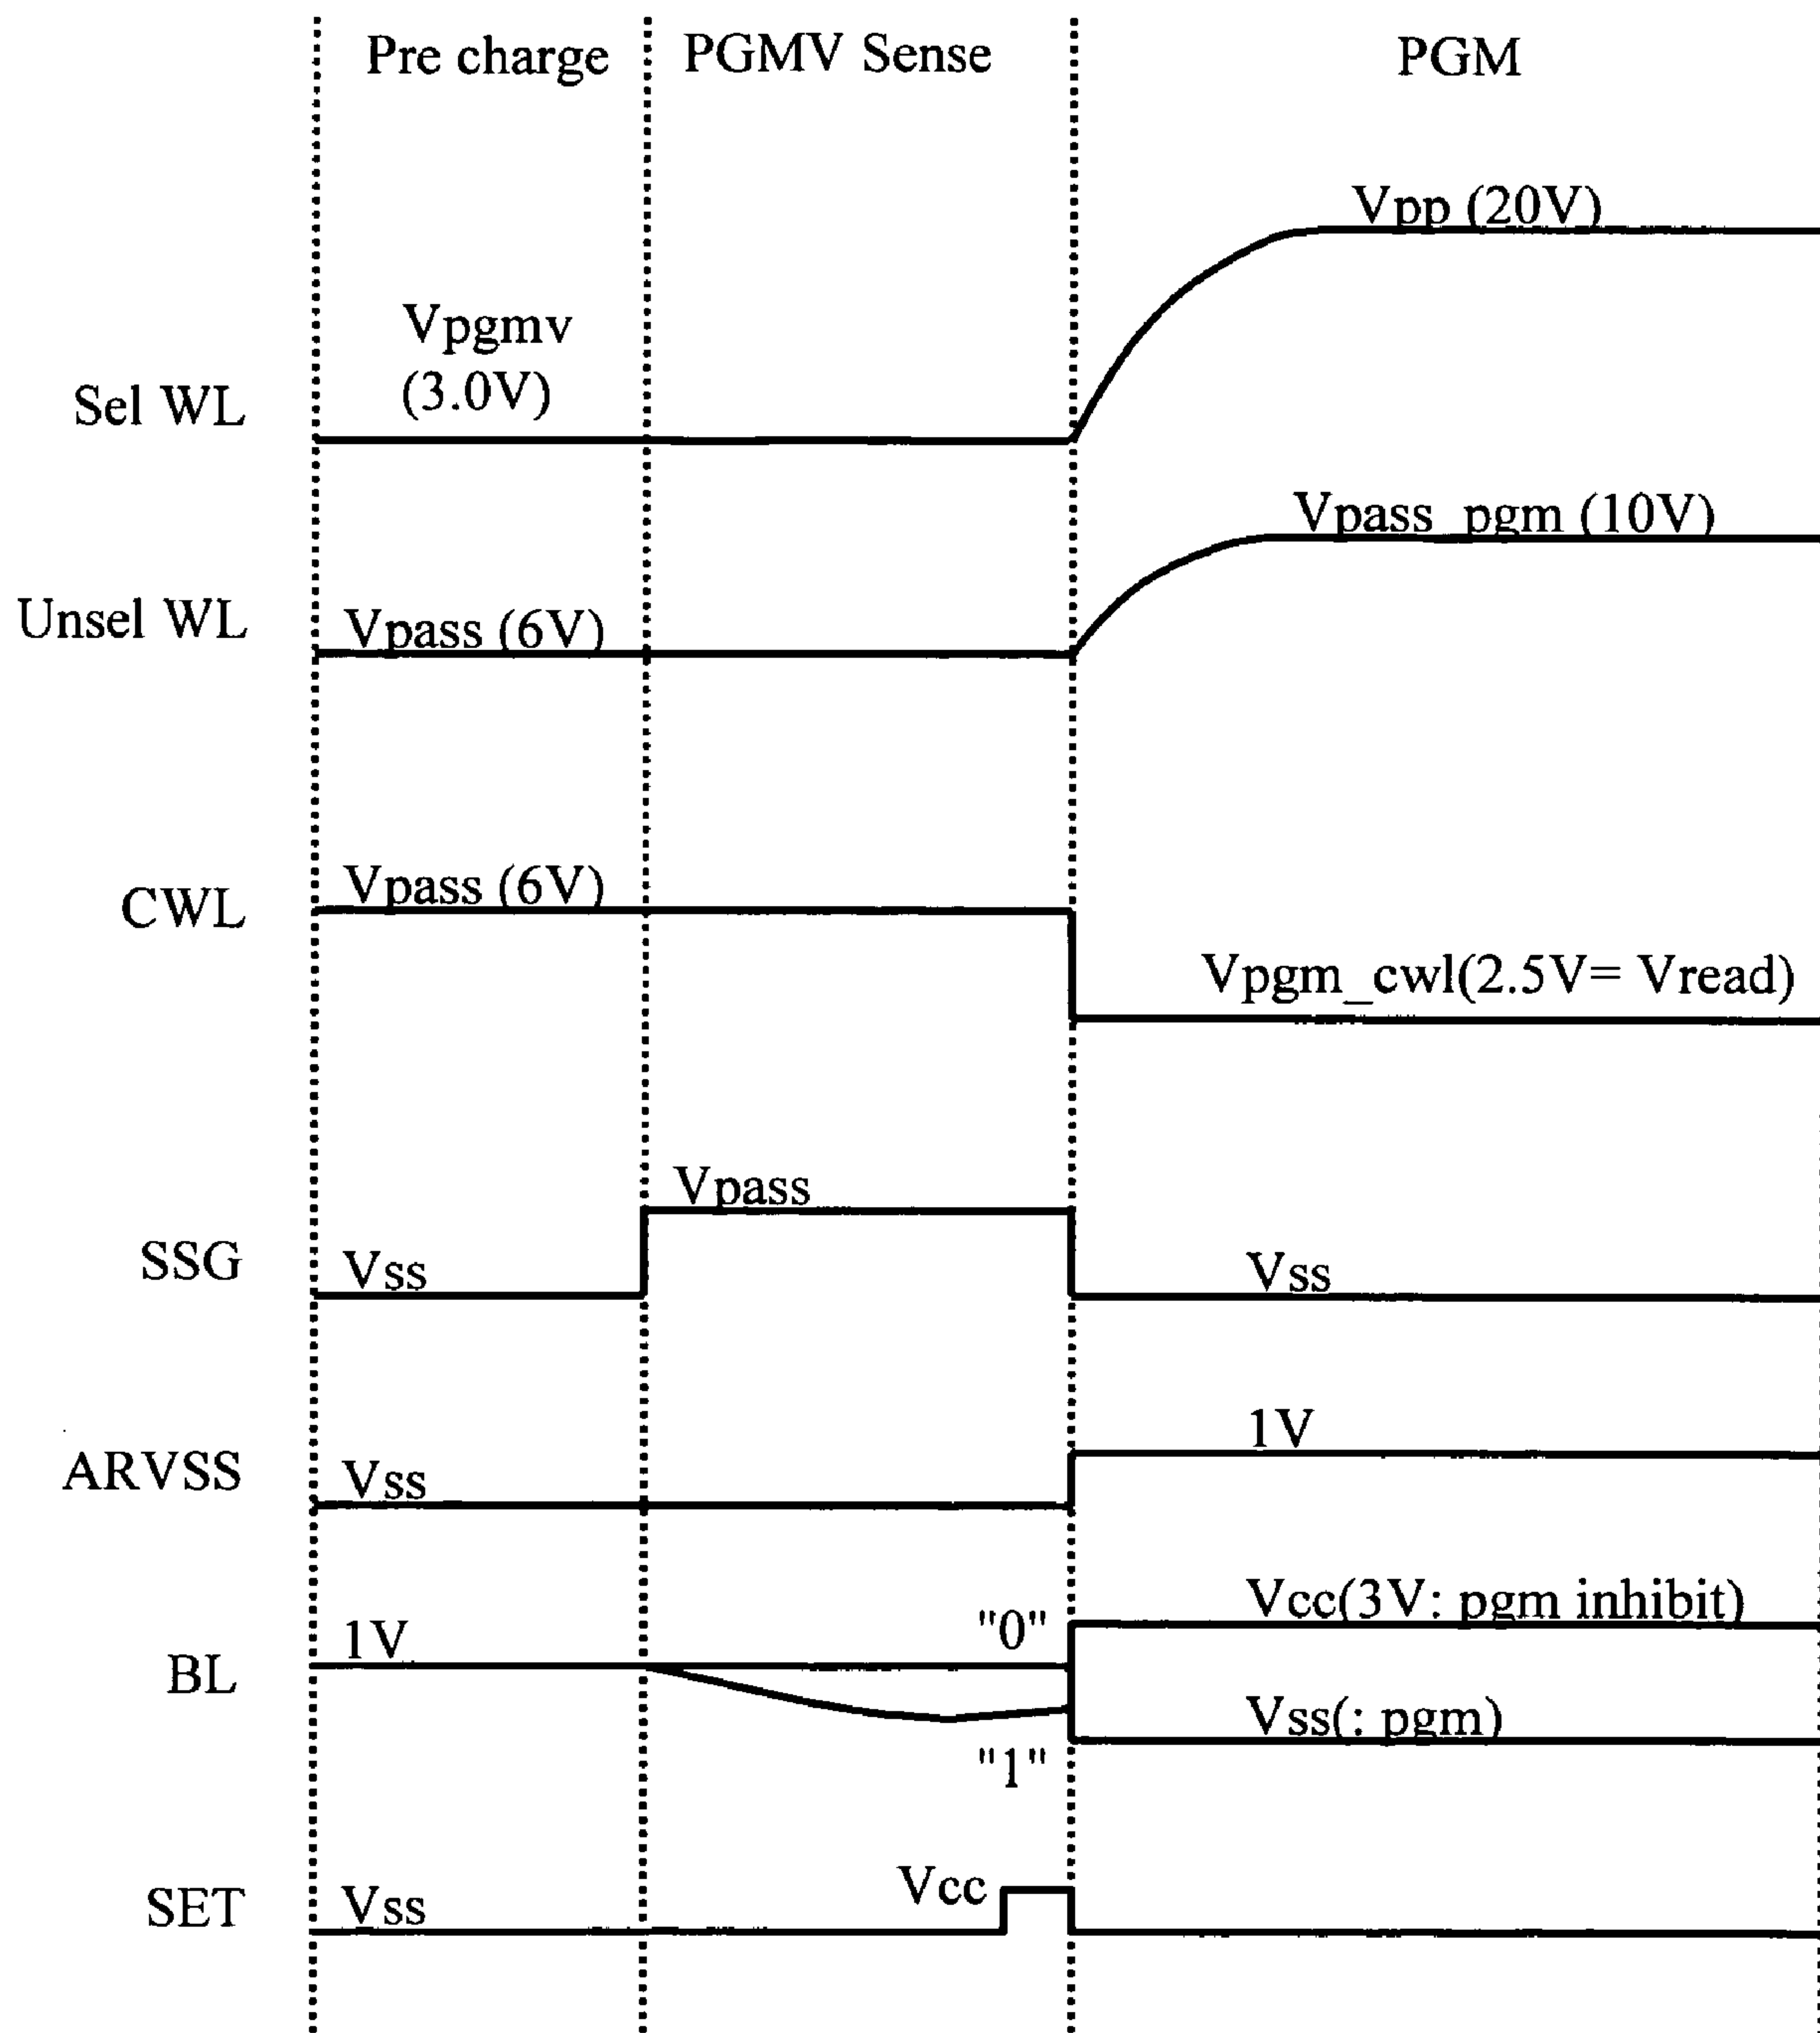 Pre charge PGMV Sense PGM
Vpp (20V)
Vpgmv
(3.0V)
Sel WL
Vpass_pgm (10V)
Unsel WL Vpass (6V)
CWL Vpass (6V)
Vpgm_cwl(2.5V= Vread)
Vpass
SSG Vss Vss
1V
ARVSS Vss
Vcc(3V: pgm inhibit)
1V "0"
BL
Vss(: pgm)
"1"
Vcc
SET Vss